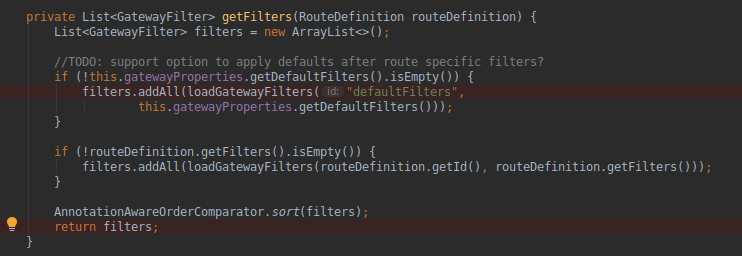 private List<GatewayFilter> getFilters(RouteDefinition routeDefinition) {
    List<GatewayFilter> filters = new ArrayList<>();

    //TODO: support option to apply defaults after route specific filters?
    if (!this.gatewayProperties.getDefaultFilters().isEmpty()) {
        filters.addAll(loadGatewayFilters( id: "defaultFilters",
                this.gatewayProperties.getDefaultFilters()));
    }

    if (!routeDefinition.getFilters().isEmpty()) {
        filters.addAll(loadGatewayFilters(routeDefinition.getId(), routeDefinition.getFilters()));
    }

    AnnotationAwareOrderComparator.sort(filters);
    return filters;
}